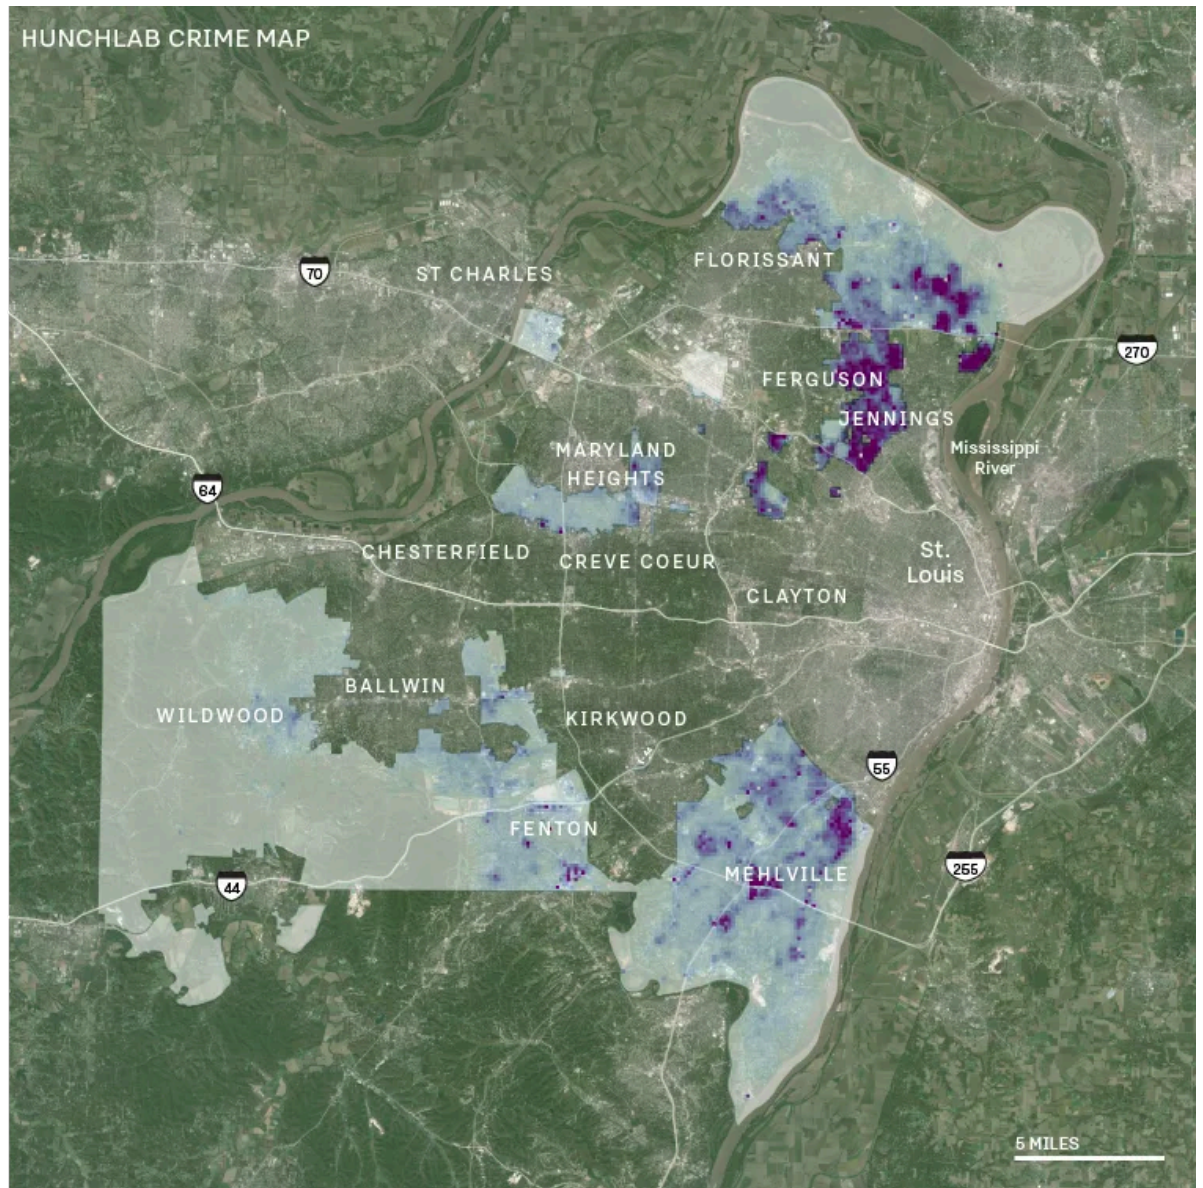 HUNCHLAB CRIME MAP
70
ST CHARLES
FLORISSANT
270
FERGUSON
JENNINGS
MARYLAND
HEIGHTS
Mississippi
River
64
CHESTERFIELD
CREVE COEUR
St.
Louis
CLAYTON
BALLWIN
WILDWOOD
KIRKWOOD
55
FENTON
MEHLVILLE
255
44
5 MILES